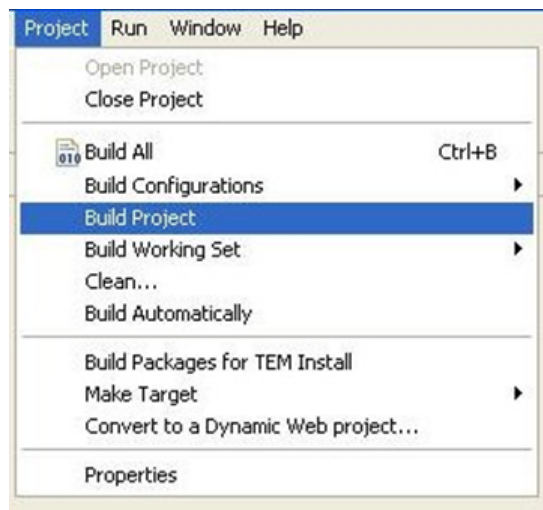 Project Run Window Help
Open Project
Close Project
010 Build All Ctrl+B
Build Configurations
Build Project
Build Working Set
Clean...
Build Automatically
Build Packages for TEM Install
Make Target
Convert to a Dynamic Web project...
Properties